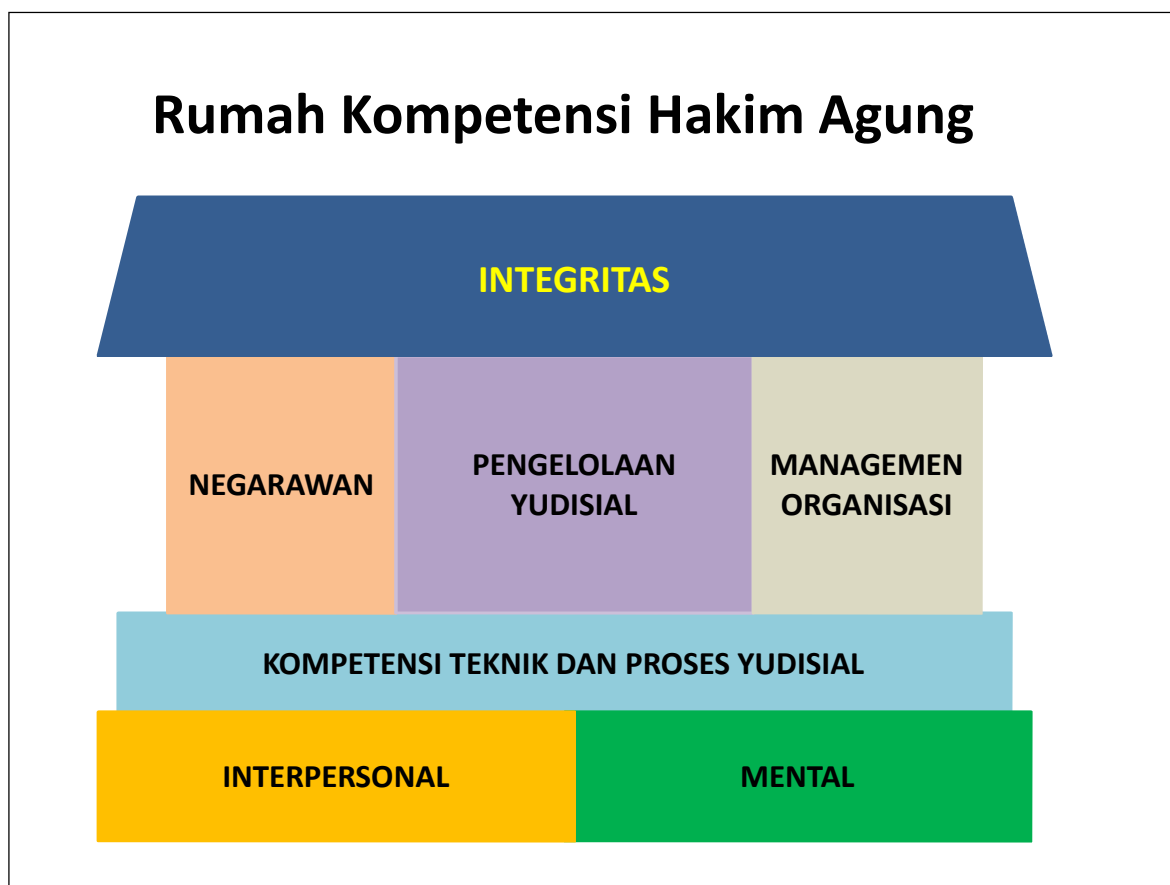 Rumah Kompetensi Hakim Agung
INTEGRITAS
NEGARAWAN
PENGELOLAAN
YUDISIAL
MANAGEMEN
ORGANISASI
KOMPETENSI TEKNIK DAN PROSES YUDISIAL
INTERPERSONAL
MENTAL